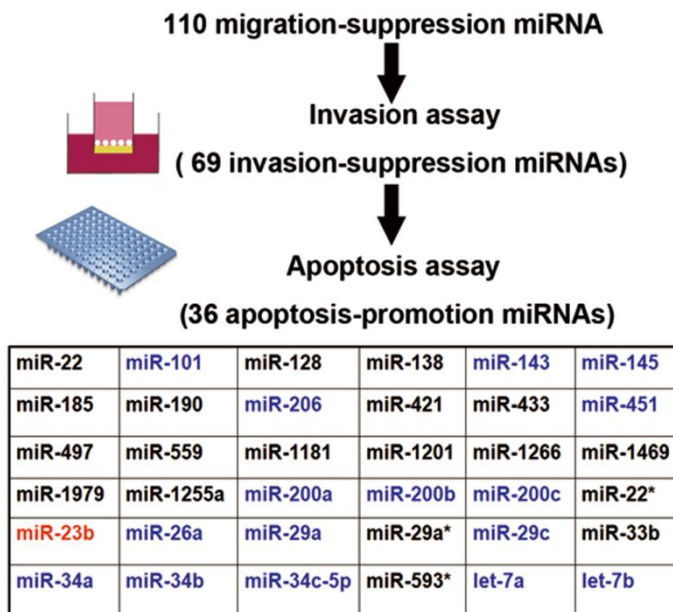 110 migration-suppression miRNA
Invasion assay
( 69 invasion-suppression miRNAs)
Apoptosis assay
(36 apoptosis-promotion miRNAs)
miR-22 miR-101 miR-128 miR-138 miR-143 miR-145
miR-185 miR-190 miR-206 miR-421 miR-433 miR-451
miR-497 miR-559 miR-1181 miR-1201 miR-1266 miR-1469
miR-1979 miR-1255a miR-200a miR-200b miR-200c miR-22*
miR-23b miR-26a miR-29a miR-29a* miR-29c miR-33b
miR-34a miR-34b miR-34c-5p miR-593* let-7a let-7b